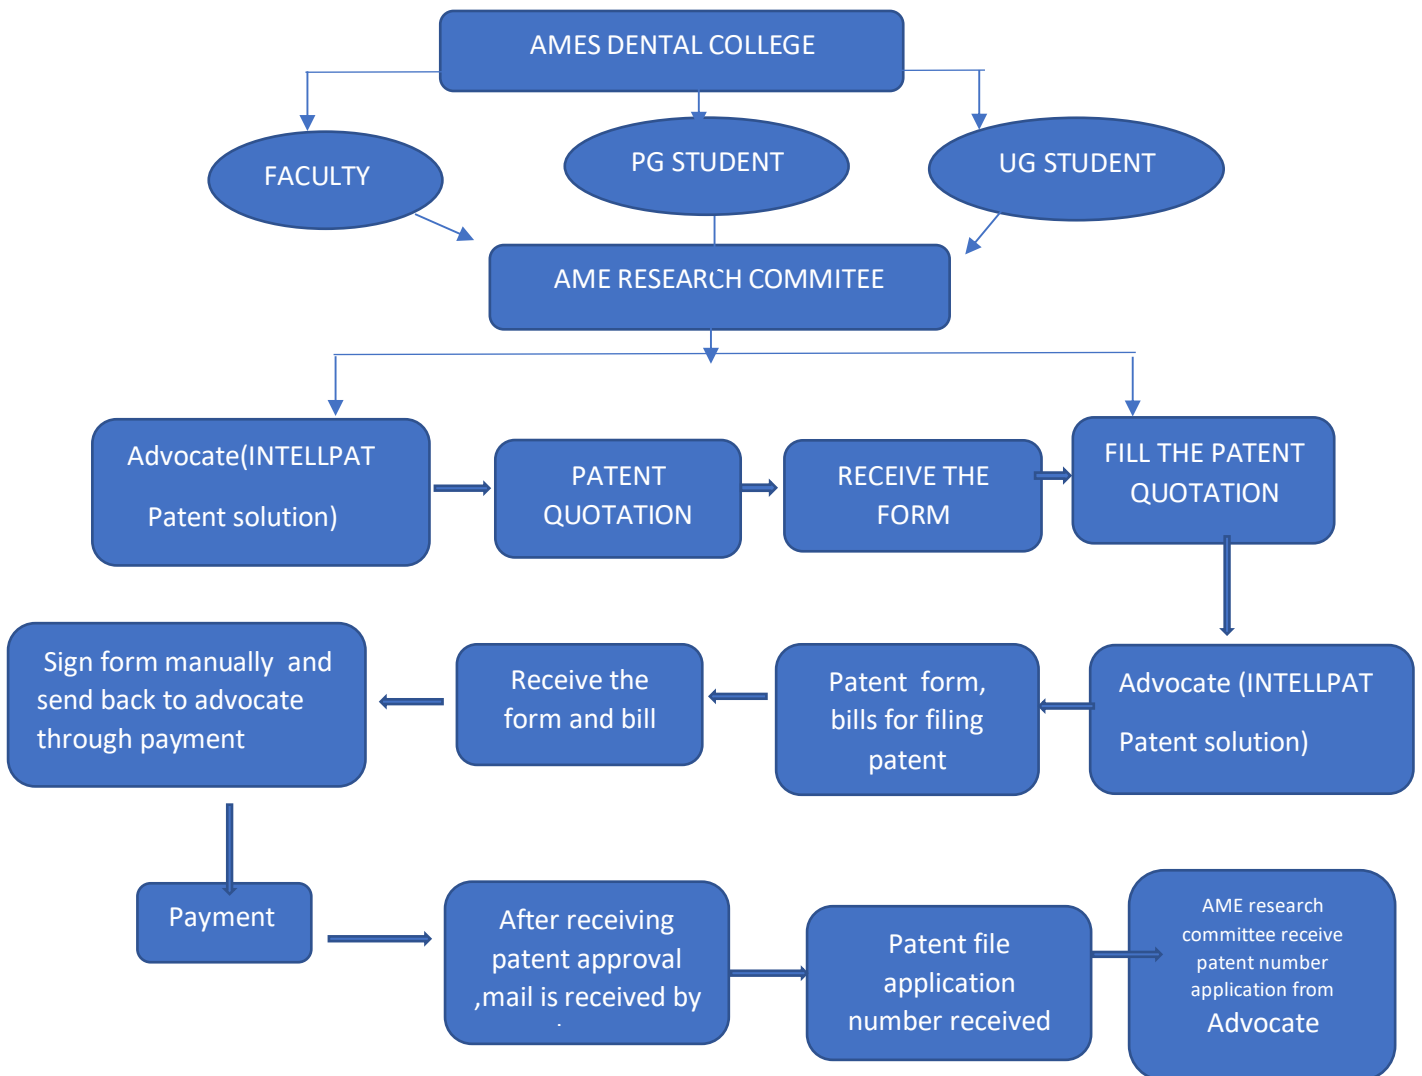 AMES DENTAL COLLEGE
FACULTY
PG STUDENT
UG STUDENT
AME RESEARCH COMMITEE
Advocate(INTELLPAT
Patent solution)
PATENT
QUOTATION
RECEIVE THE
FORM
FILL THE PATENT
QUOTATION
Sign form manually and
send back to advocate
through payment
Receive the
form and bill
Patent form,
bills for filing
patent
Advocate (INTELLPAT
Patent solution)
Payment
After receiving
patent approval
,mail is received by
Patent file
application
number received
AME research
committee receive
patent number
application from
Advocate